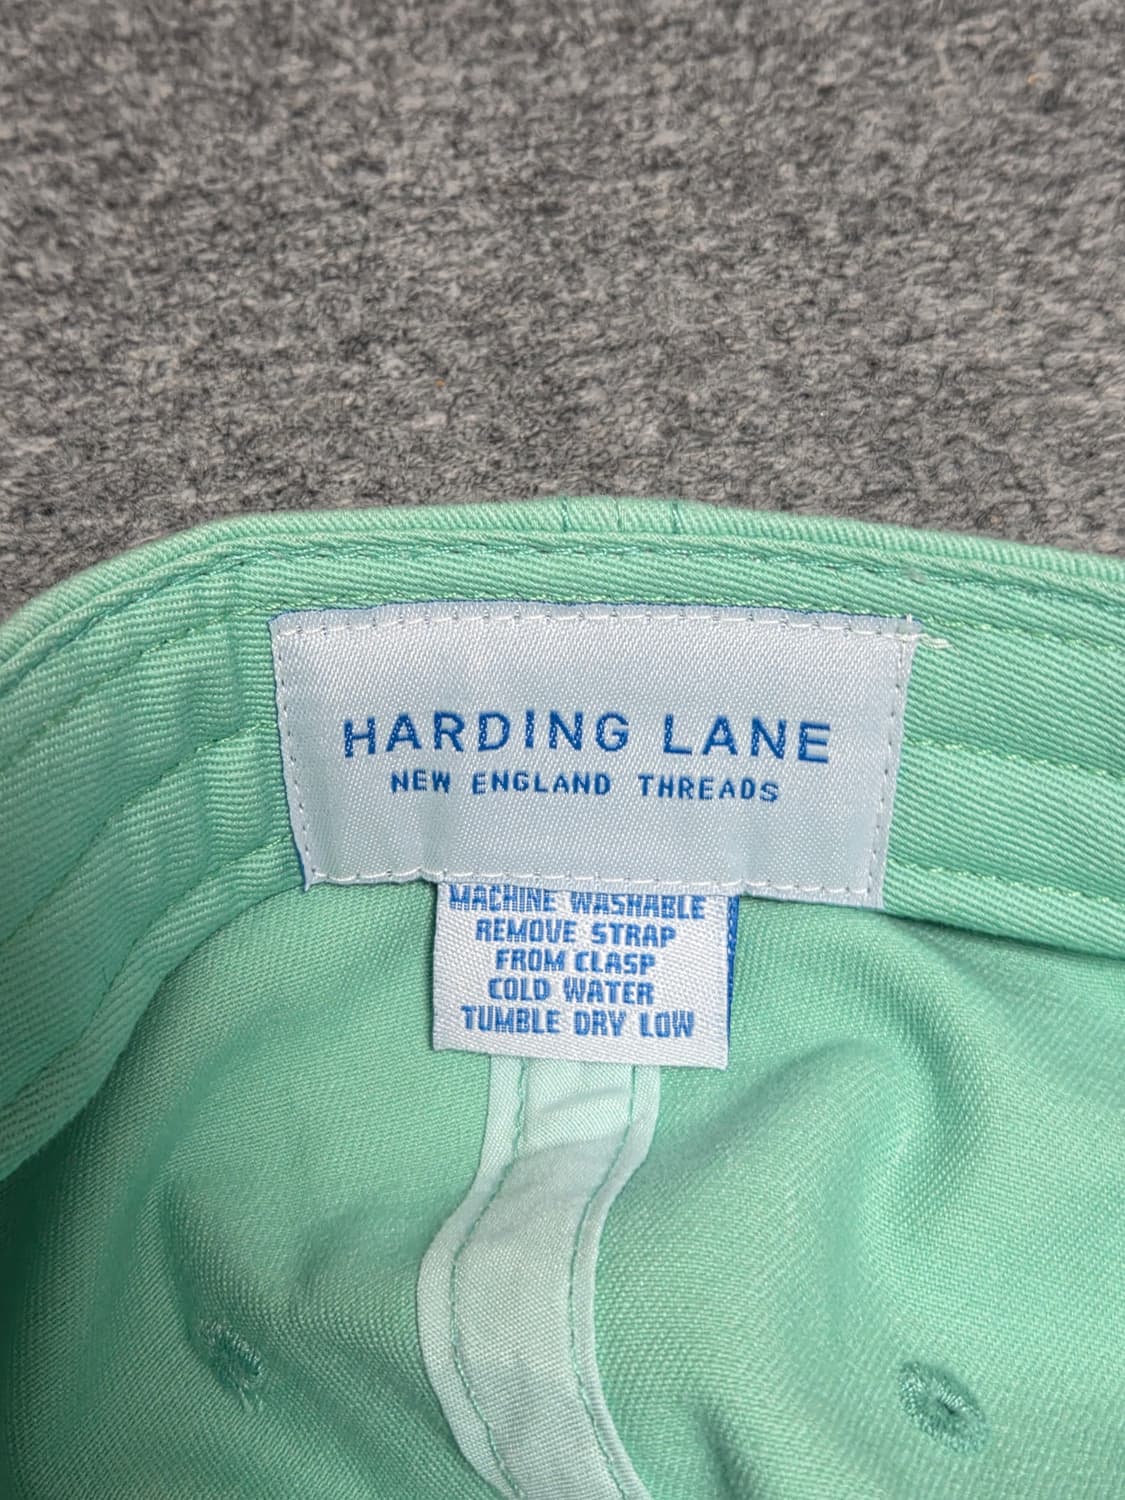 HARDING LANE
NEW ENGLAND THREADS
MACHINE WASHABLE
REMOVE STRAP
FROM CLASP
COLD WATER
TUMBLE DRY LOW